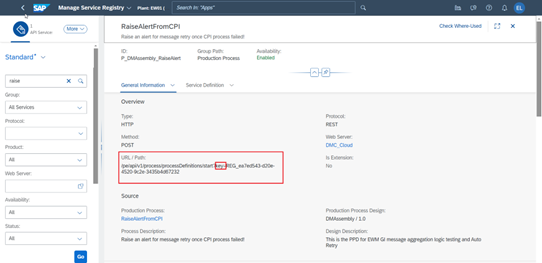 SAP Manage Service Registry Plant: EW01 | Search In: "Apps" EL
1
API Service
More
Standard*
raise
Group:
All Services
Protocol:
Product:
All
Web Server:
Availability:
All
Status:
All
Go
RaiseAlertFromCPI
Check Where-Used
Raise an alert for message retry once CPI process failed!
ID: Group Path: Availability:
P_DMAssembly_RaiseAlert Production Process Enabled
General Information Service Definition
Overview
Type: Protocol:
HTTP REST
Method: Web Server:
POST DMC_Cloud
URL / Path: Is Extension:
/pe/api/v1/process/processDefinitions/start?key=REG_ea7ed543-d20e-
4520-9c2e-3435b4d67232
No
Source
Production Process: Production Process Design:
RaiseAlertFromCPI DMAssembly / 1.0
Process Description: Design Description:
Raise an alert for message retry once CPI process failed! This is the PPD for EWM GI message aggregation logic testing and Auto
Retry